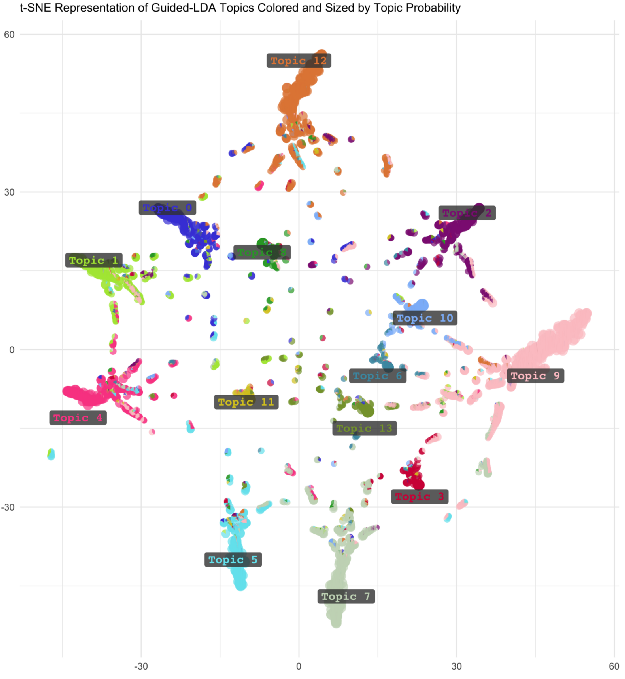 t-SNE Representation of Guided-LDA Topics Colored and Sized by Topic Probability
60
Topic 12
30
Topic 0
Topic 2
Topic
Topic 1
Topic 10
0
Topic 9
Topic
Topic 11
Topic 4
Topic 13
Topic 3
-30
Topic 5
Topic 7
-30
0
30
60